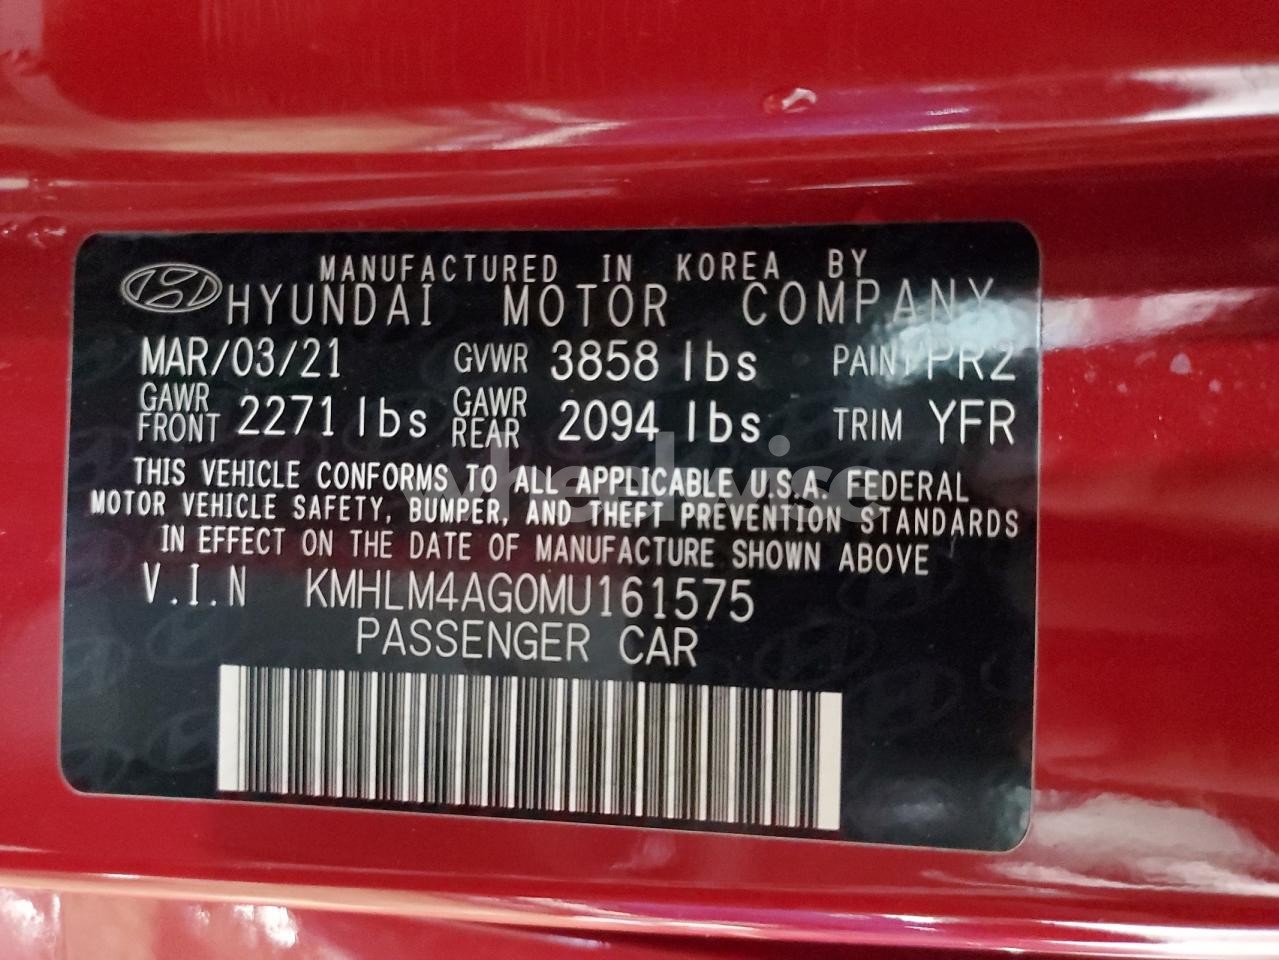 MANUFACTURED IN KOREA BY
HYUNDAI MOTOR COMPANY
MAR/03/21 GVWR 3858 lbs PAINT PR2
GAWR FRONT 2271 lbs GAWR REAR 2094 lbs TRIM YFR
THIS VEHICLE CONFORMS TO ALL APPLICABLE U.S.A. FEDERAL
MOTOR VEHICLE SAFETY, BUMPER, AND THEFT PREVENTION STANDARDS
IN EFFECT ON THE DATE OF MANUFACTURE SHOWN ABOVE
V.I.N KMHLM4AG0MU161575
PASSENGER CAR
wheelwise